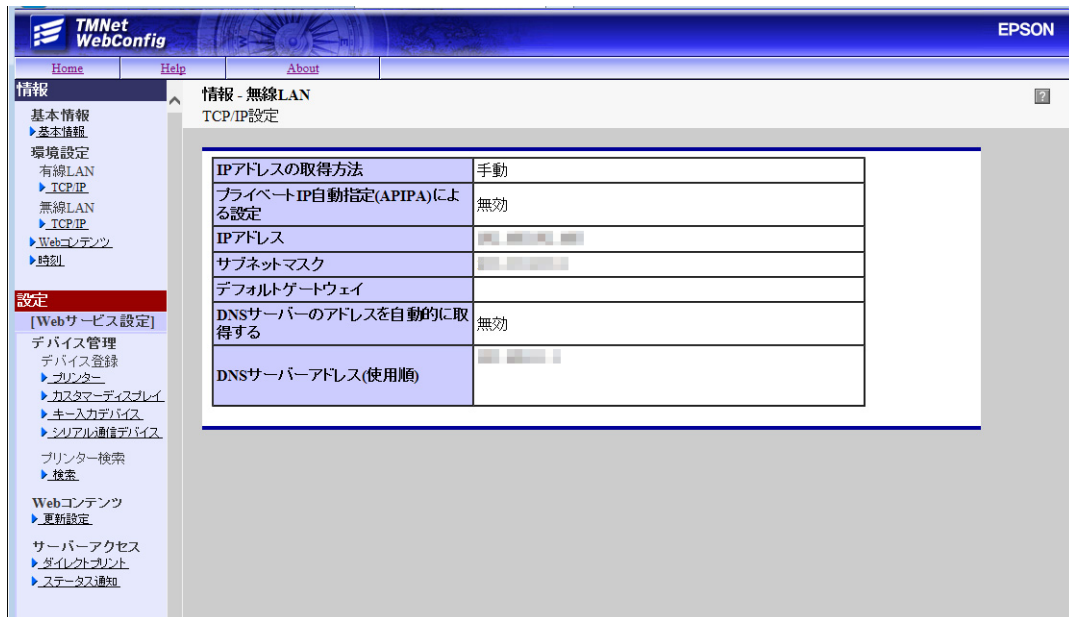 TMNet
WebConfig
EPSON
Home
Help
About
情報
基本情報
基本情報
環境設定
有線LAN
TCP/IP
無線LAN
TCP/IP
Webコンテンツ
時刻
設定
[Webサービス設定]
デバイス管理
デバイス登録
プリンター
カスタマーディスプレイ
キー入力デバイス
シリアル通信デバイス
プリンター検索
検索
Webコンテンツ
更新設定
サーバーアクセス
ダイレクトプリント
ステータス通知
情報 - 無線LAN
?
TCP/IP設定
IPアドレスの取得方法
手動
プライベートIP自動指定(APIPA)によ
る設定
無効
IPアドレス
サブネットマスク
デフォルトゲートウェイ
DNSサーバーのアドレスを自動的に取
得する
無効
DNSサーバーアドレス(使用順)